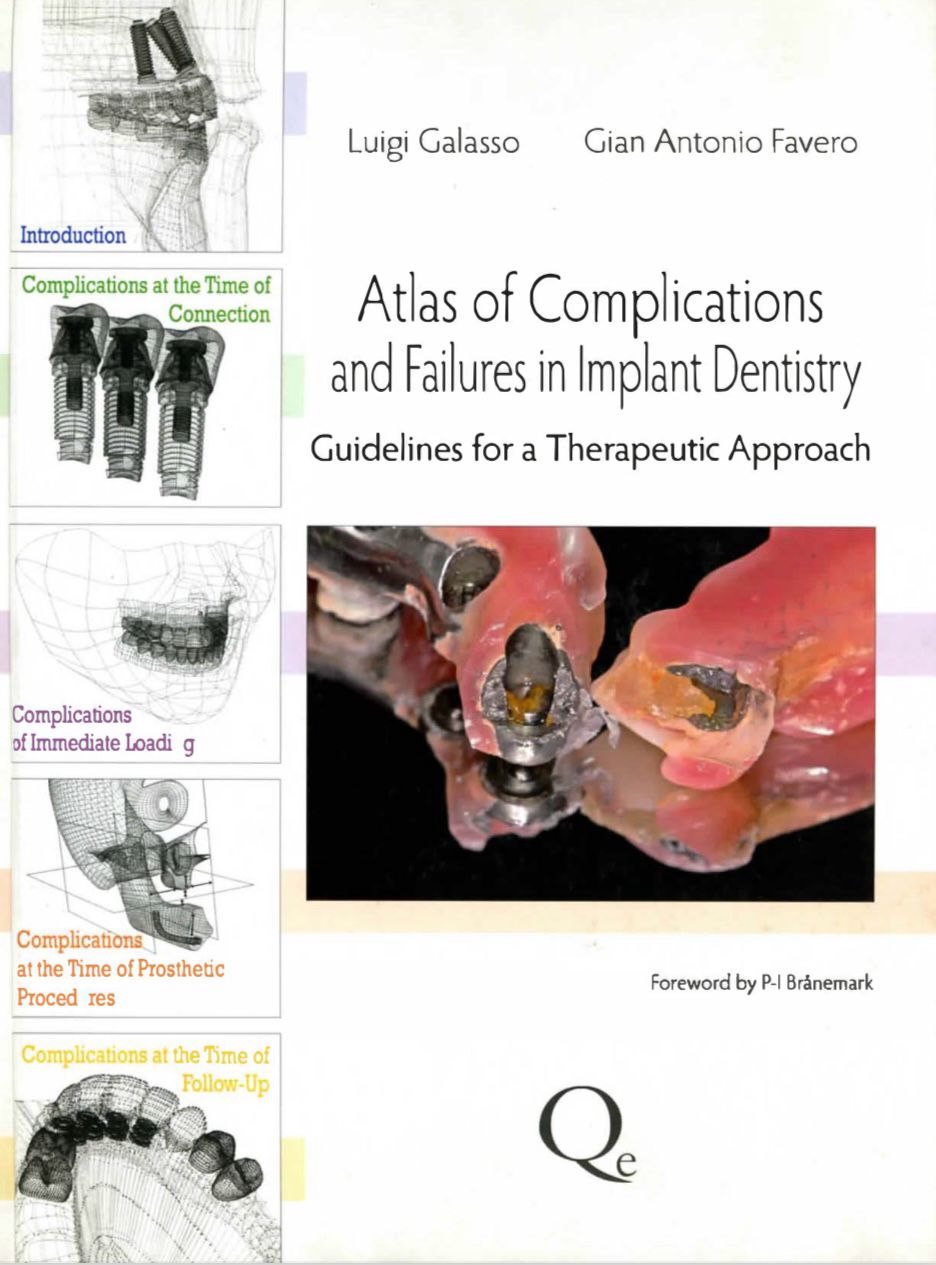 Luigi Galasso Gian Antonio Favero
Atlas of Complications
and Failures in Implant Dentistry
Guidelines for a Therapeutic Approach
Introduction
Complications at the Time of
Connection
Complications
of Immediate Loadi g
Complications
at the Time of Prosthetic
Proced res
Complications at the Time of
Follow-Up
Foreword by P-I Brånemark
Qe